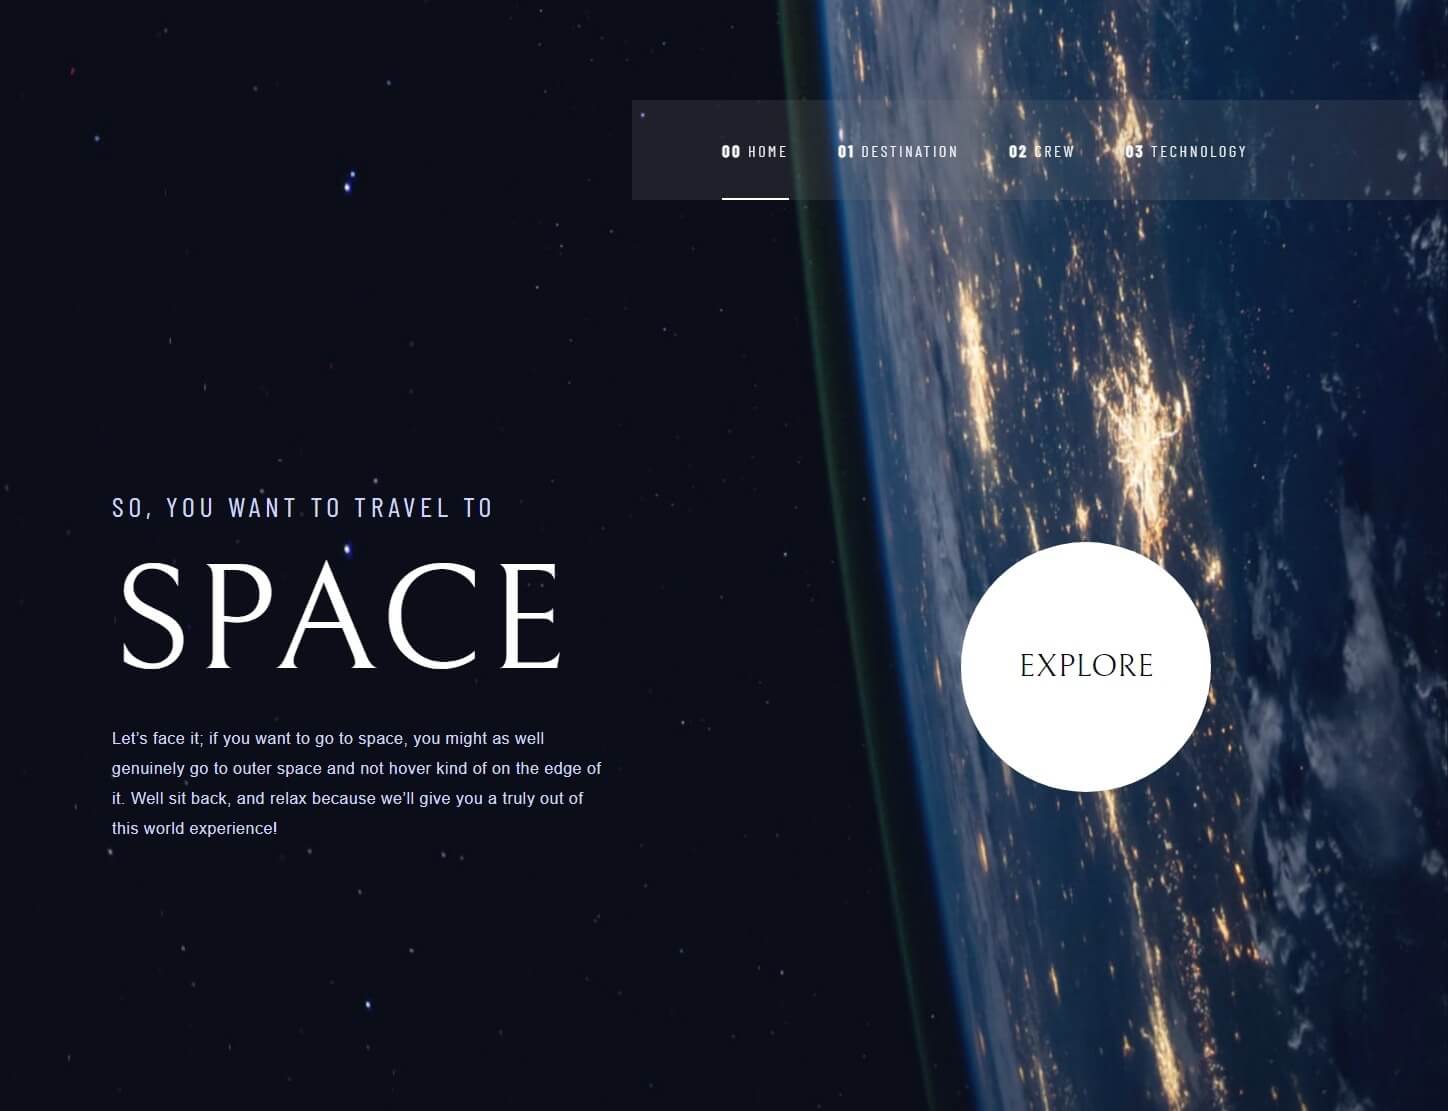 00 HOME 01 DESTINATION 02 CREW 03 TECHNOLOGY
SO, YOU WANT TO TRAVEL TO
SPACE
Let’s face it; if you want to go to space, you might as well
genuinely go to outer space and not hover kind of on the edge of
it. Well sit back, and relax because we’ll give you a truly out of
this world experience!
EXPLORE